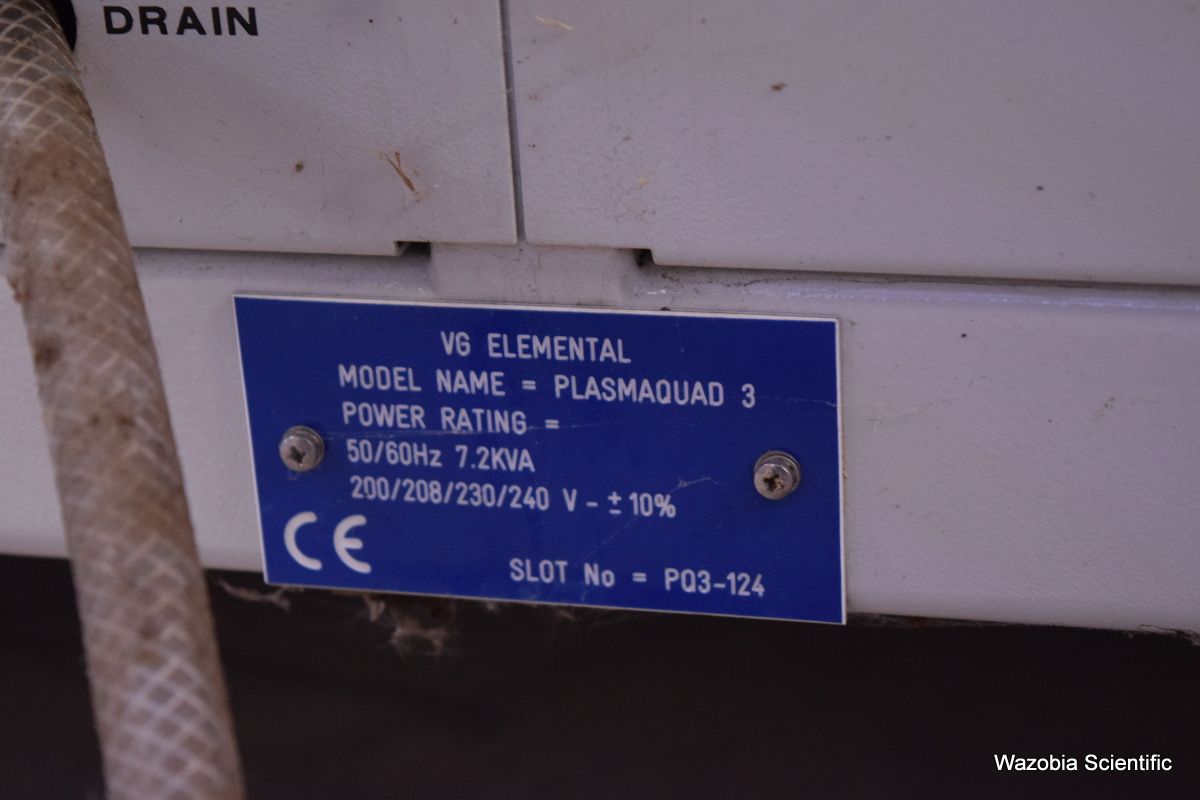 DRAIN
VG ELEMENTAL
MODEL NAME = PLASMAQUAD 3
POWER RATING =
50/60Hz 7.2KVA
200/208/230/240 V - ± 10%
CE
SLOT No = PQ3-124
Wazobia Scientific